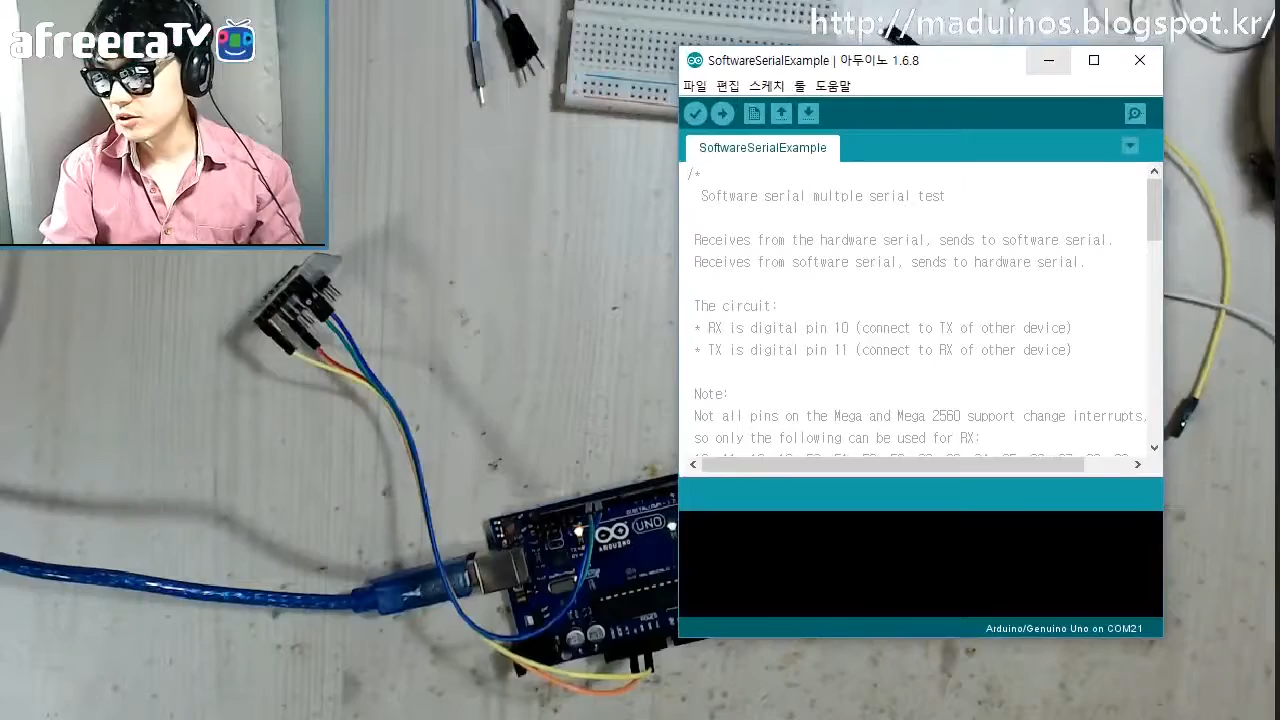 afreecaTV
http://maduinos.blogspot.kr/
SoftwareSerialExample | 아두이노 1.6.8
파일 편집 스케치 툴 도움말
SoftwareSerialExample
/*
Software serial multple serial test
Receives from the hardware serial, sends to software serial.
Receives from software serial, sends to hardware serial.
The circuit:
* RX is digital pin 10 (connect to TX of other device)
* TX is digital pin 11 (connect to RX of other device)
Note:
Not all pins on the Mega and Mega 2560 support change interrupts,
so only the following can be used for RX:
Arduino/Genuino Uno on COM21
UNO
ARDUINO